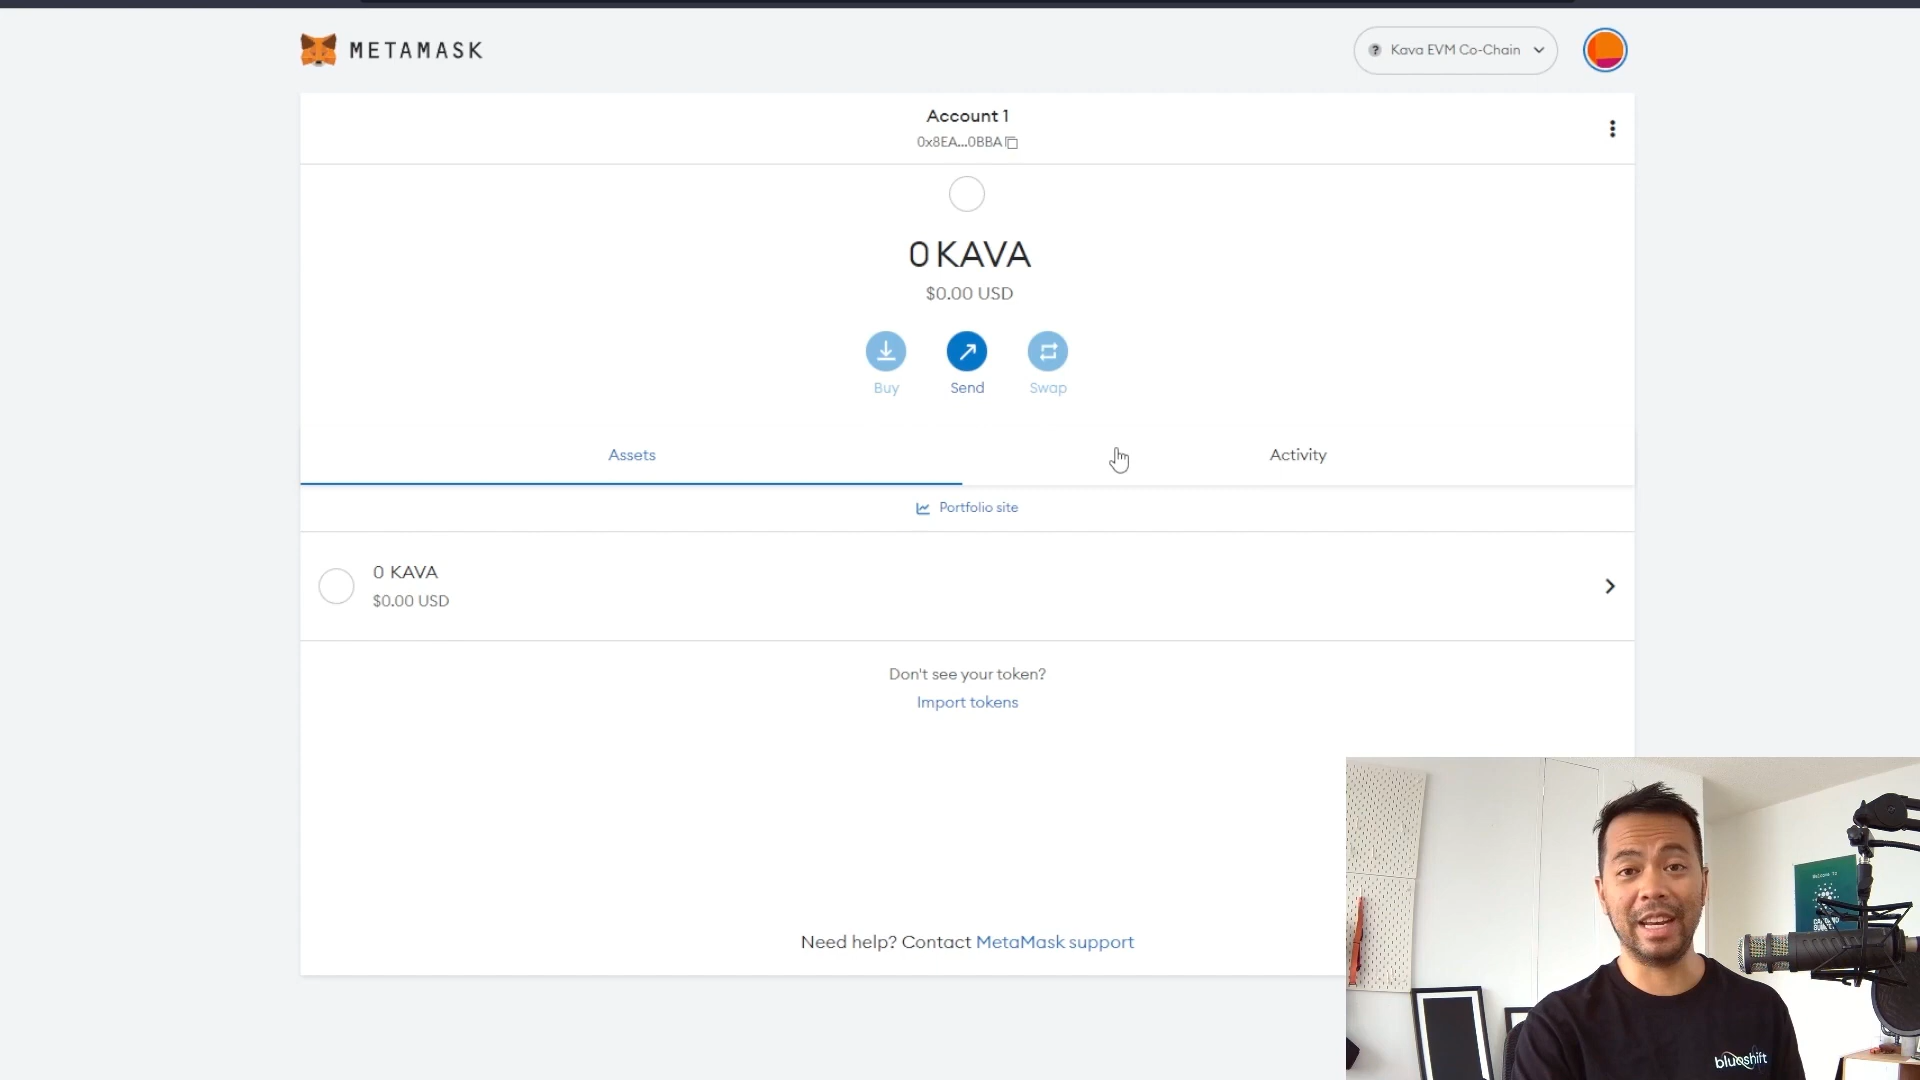 METAMASK
? Kava EVM Co-Chain
Account 1
0x8EA...0BBA
0 KAVA
$0.00 USD
Buy
Send
Swap
Assets
Activity
Portfolio site
0 KAVA
$0.00 USD
Don't see your token?
Import tokens
Need help? Contact MetaMask support
Welcome to
blueshift